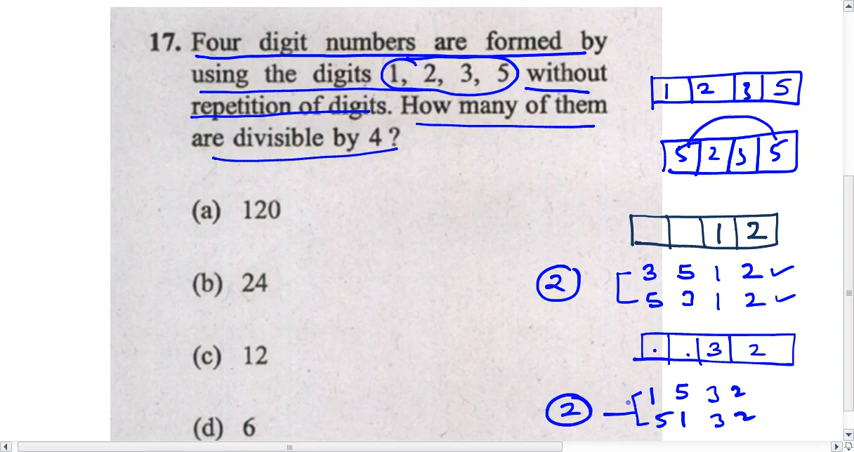 17. Four digit numbers are formed by
using the digits 1, 2, 3, 5 without
repetition of digits. How many of them
are divisible by 4 ?
(a) 120
(b) 24
(c) 12
(d) 6
1 2 3 5
5 2 3 5
1 2
2
3 5 1 2 ✓
5 3 1 2 ✓
. . 3 2
2
1 5 3 2
5 1 3 2